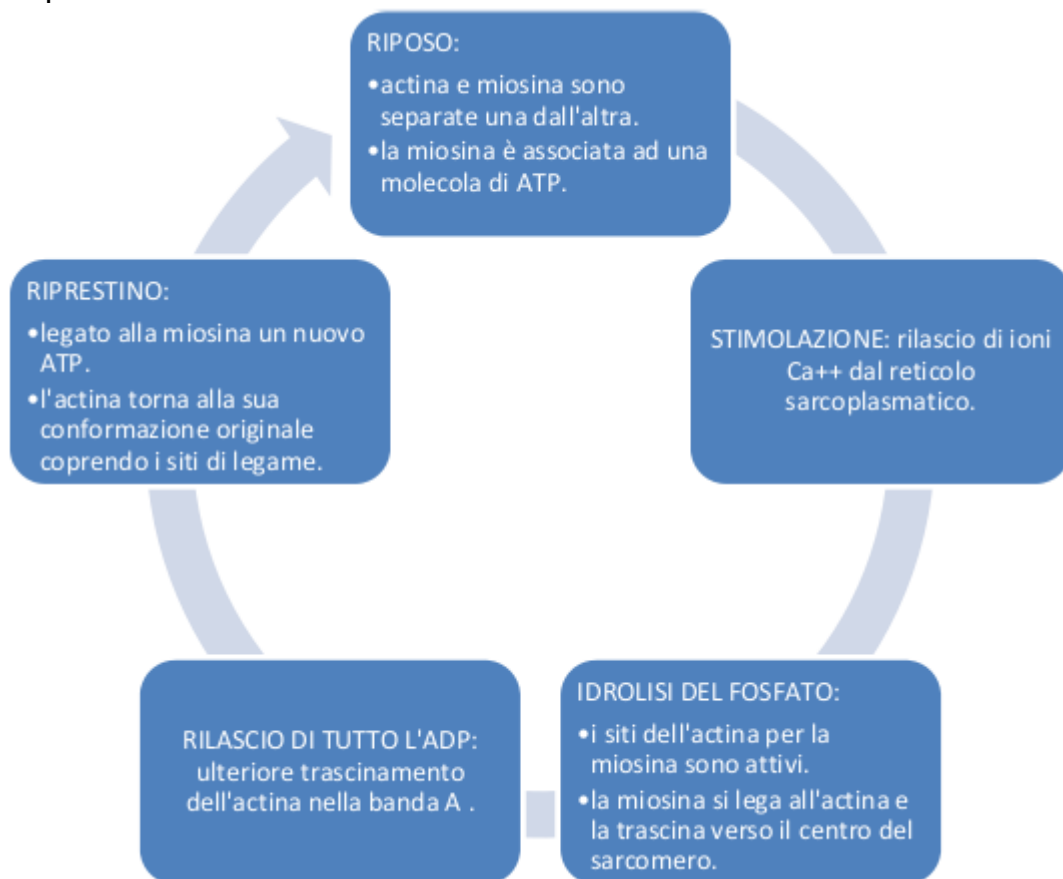 RIPOSO:
•actina e miosina sono
separate una dall'altra.
•la miosina è associata ad una
molecola di ATP.
STIMOLAZIONE: rilascio di ioni
Ca++ dal reticolo
sarcoplasmatico.
IDROLISI DEL FOSFATO:
•i siti dell'actina per la
miosina sono attivi.
•la miosina si lega all'actina e
la trascina verso il centro del
sarcomero.
RILASCIO DI TUTTO L'ADP:
ulteriore trascinamento
dell'actina nella banda A .
RIPRESTINO:
•legato alla miosina un nuovo
ATP.
•l'actina torna alla sua
conformazione originale
coprendo i siti di legame.